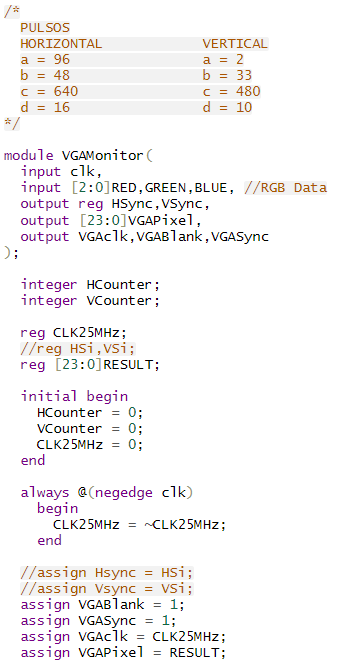 /*
PULSOS
HORIZONTAL VERTICAL
a = 96 a = 2
b = 48 b = 33
c = 640 c = 480
d = 16 d = 10
*/
module VGAMonitor(
input clk,
input [2:0]RED,GREEN,BLUE, //RGB Data
output reg HSync,VSync,
output [23:0]VGAPixel,
output VGAclk,VGABlank,VGASync
);
integer HCounter;
integer VCounter;
reg CLK25MHz;
//reg HSi,VSi;
reg [23:0]RESULT;
initial begin
HCounter = 0;
VCounter = 0;
CLK25MHz = 0;
end
always @(negedge clk)
begin
CLK25MHz = ~CLK25MHz;
end
//assign Hsync = HSi;
//assign Vsync = VSi;
assign VGABlank = 1;
assign VGASync = 1;
assign VGAclk = CLK25MHz;
assign VGAPixel = RESULT;